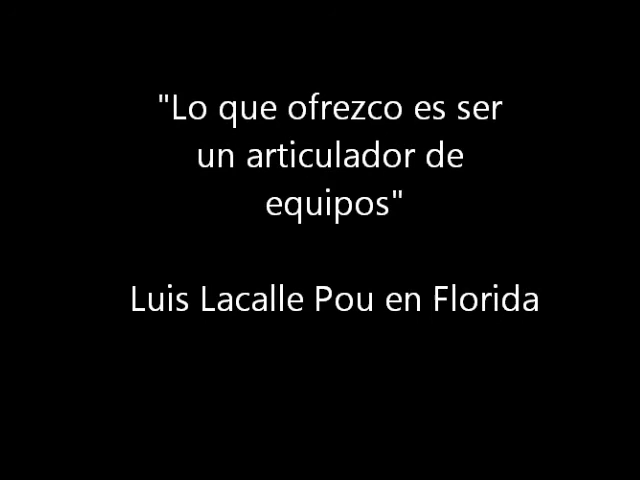 "Lo que ofrezco es ser
un articulador de
equipos"
Luis Lacalle Pou en Florida